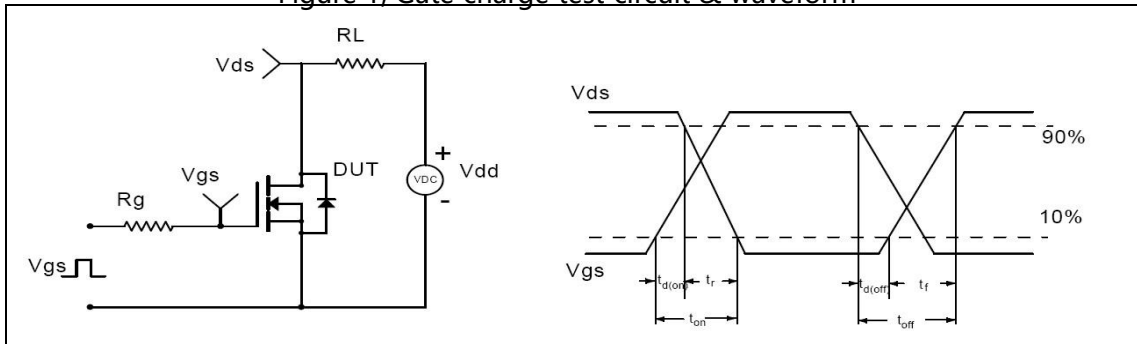 Figure 1, Gate charge test circuit & waveform
RL
Vds
Vds
90%
+
Vdd
VDC
-
DUT
Vgs
Rg
10%
Vgs
Vgs
td(on)
tr
td(off)
tf
ton
toff